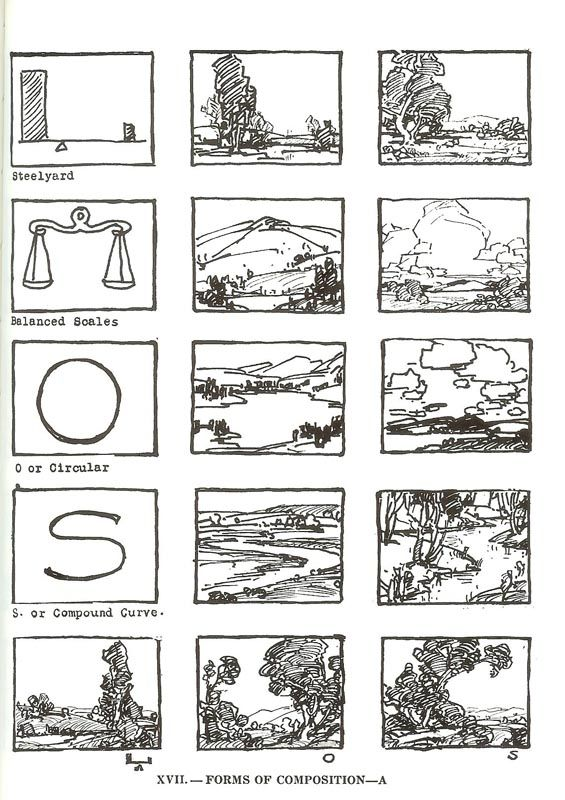 Steelyard
Balanced Scales
O or Circular
S
S. or Compound Curve.
O
S
XVII.—FORMS OF COMPOSITION—A